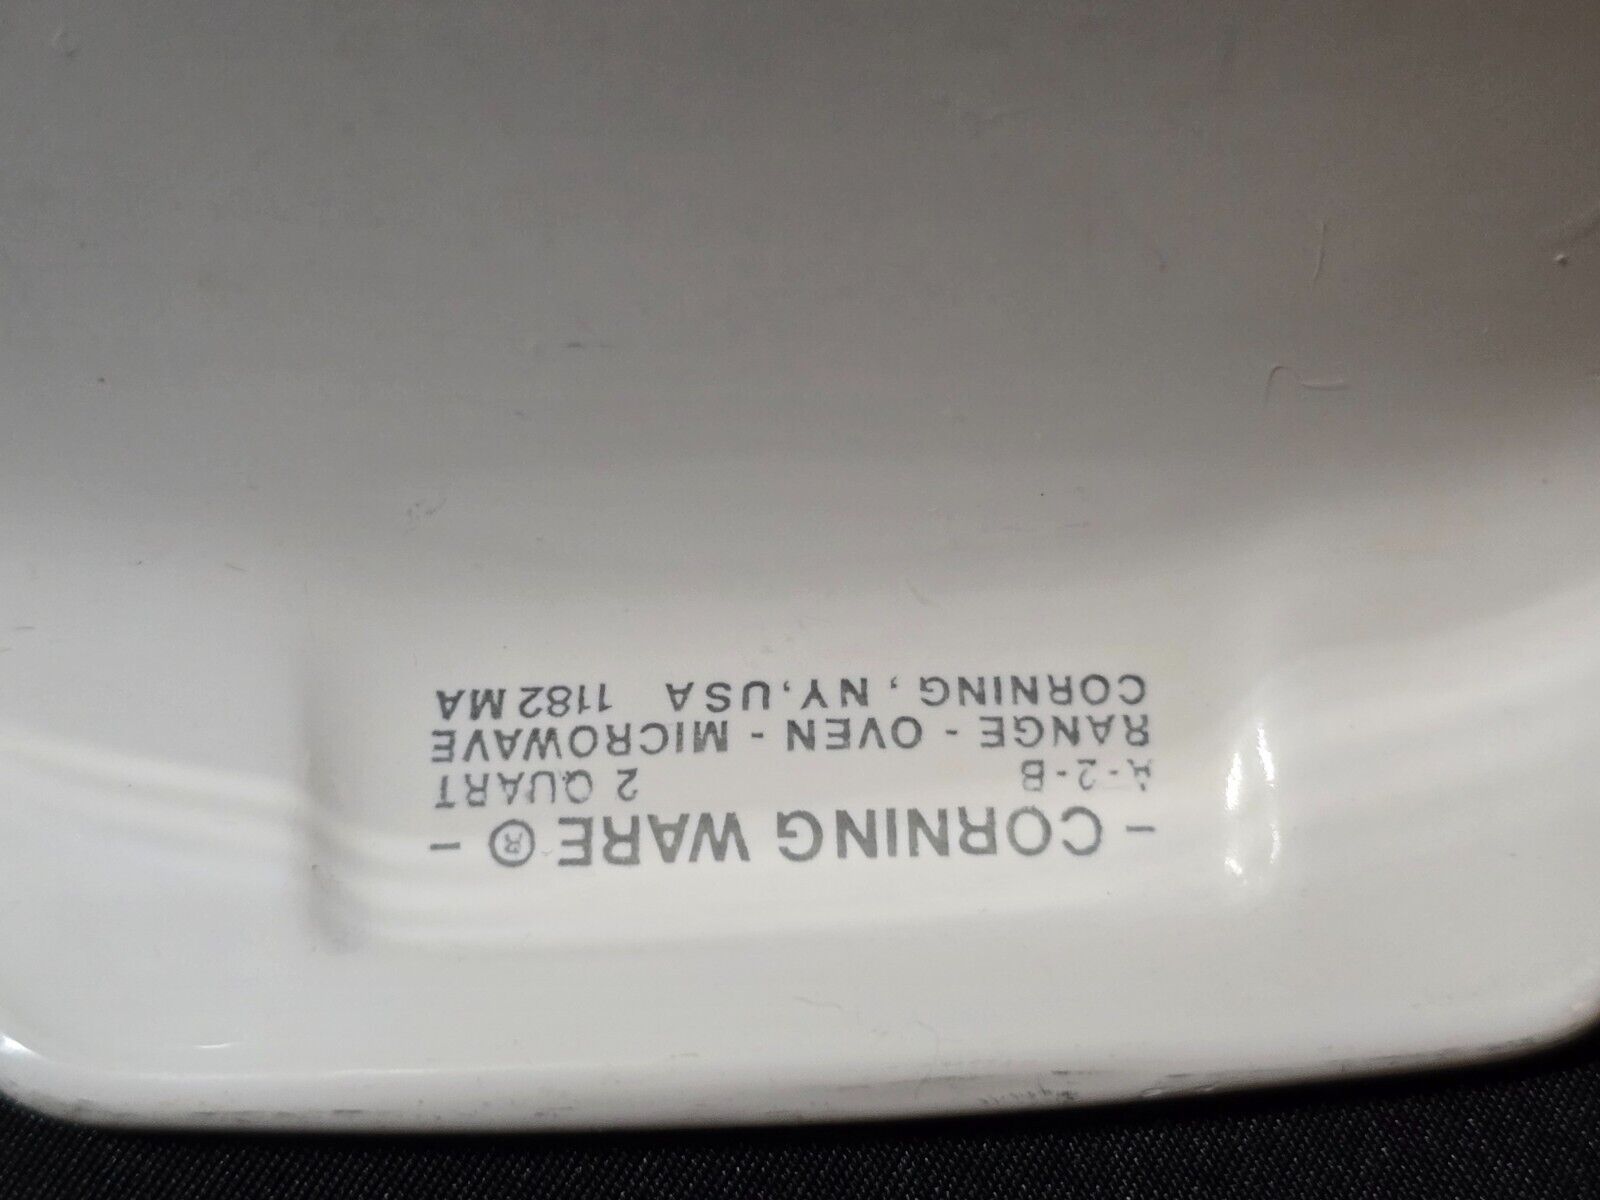 - CORNING WARE ® -
A-2-B 2 QUART
RANGE - OVEN - MICROWAVE
CORNING, NY, USA 1182 MA